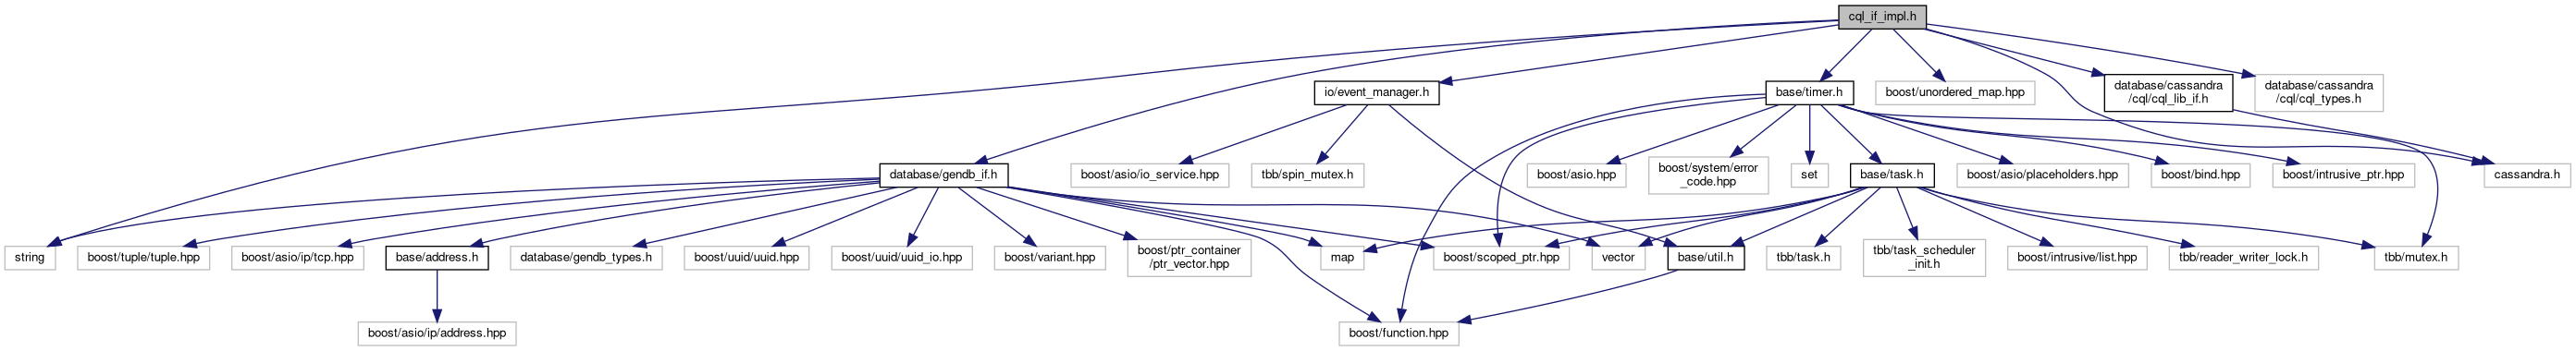 cql_if_impl.h
io/event_manager.h
base/timer.h
boost/unordered_map.hpp
database/cassandra
/cql/cql_lib_if.h
database/cassandra
/cql/cql_types.h
database/gendb_if.h
boost/asio/io_service.hpp
tbb/spin_mutex.h
boost/asio.hpp
boost/system/error
_code.hpp
set
base/task.h
boost/asio/placeholders.hpp
boost/bind.hpp
boost/intrusive_ptr.hpp
cassandra.h
string
boost/tuple/tuple.hpp
boost/asio/ip/tcp.hpp
base/address.h
database/gendb_types.h
boost/uuid/uuid.hpp
boost/uuid/uuid_io.hpp
boost/variant.hpp
boost/ptr_container
/ptr_vector.hpp
map
boost/scoped_ptr.hpp
vector
base/util.h
tbb/task.h
tbb/task_scheduler
_init.h
boost/intrusive/list.hpp
tbb/reader_writer_lock.h
tbb/mutex.h
boost/asio/ip/address.hpp
boost/function.hpp